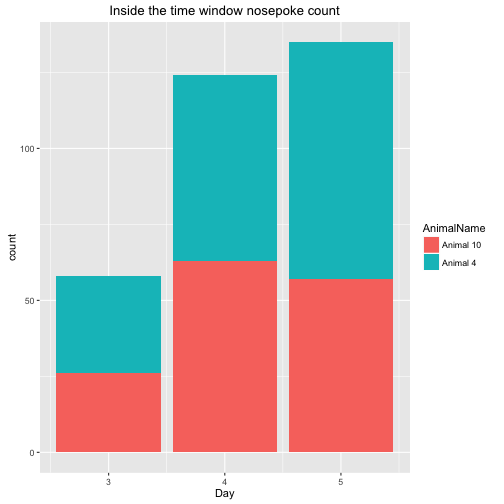 Inside the time window nosepoke count
100
50
0
count
3 4 5
Day
AnimalName
Animal 10
Animal 4